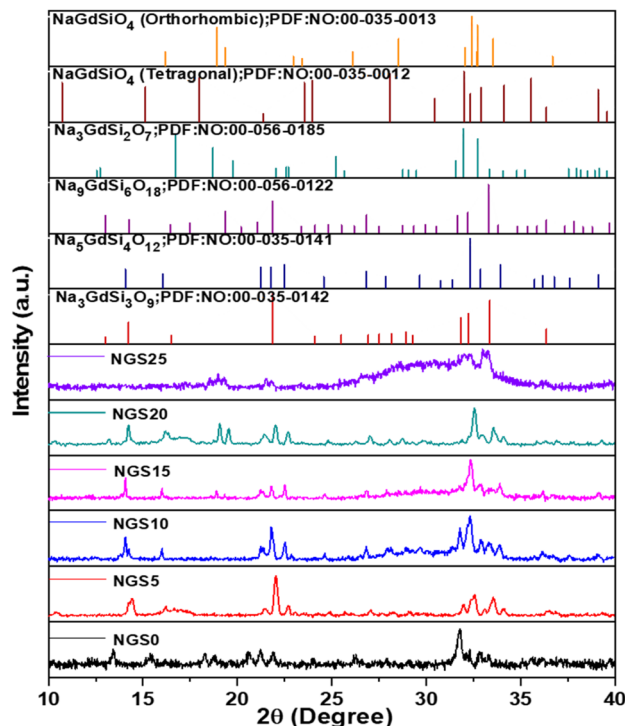 NaGdSiO₄ (Orthorhombic);PDF:NO:00-035-0013
NaGdSiO₄ (Tetragonal);PDF:NO:00-035-0012
Na₃GdSi₂O₇;PDF:NO:00-056-0185
Na₉GdSi₆O₁₈;PDF:NO:00-056-0122
Na₅GdSi₄O₁₂;PDF:NO:00-035-0141
Na₃GdSi₃O₉;PDF:NO:00-035-0142
NGS25
NGS20
NGS15
NGS10
NGS5
NGS0
Intensity (a.u.)
10 15 20 25 30 35 40
2θ (Degree)